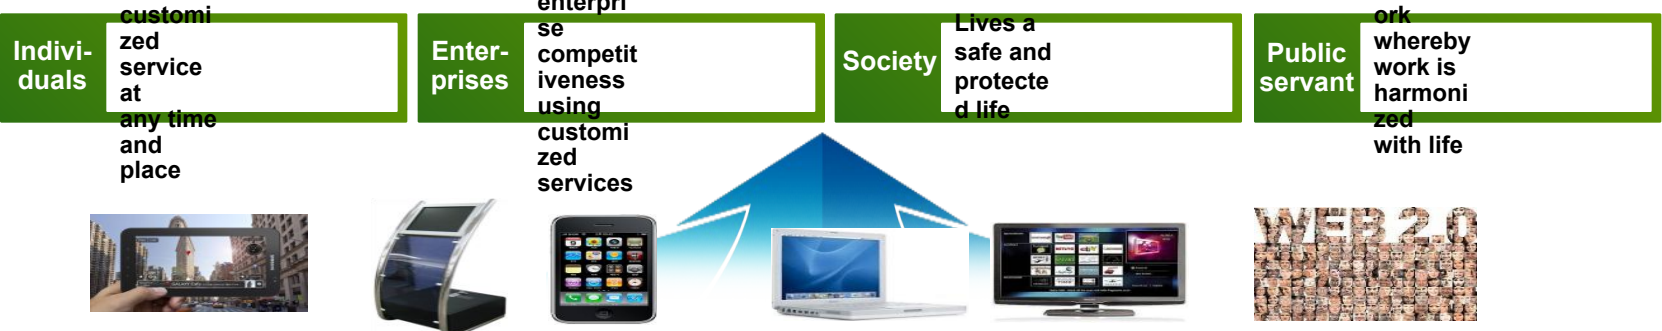 Indivi-
duals
customi
zed
service
at
any time
and
place
Enter-
prises
enterpri
se
competit
iveness
using
customi
zed
services
Society
Lives a
safe and
protecte
d life
Public
servant
ork
whereby
work is
harmoni
zed
with life
WEB 2.0